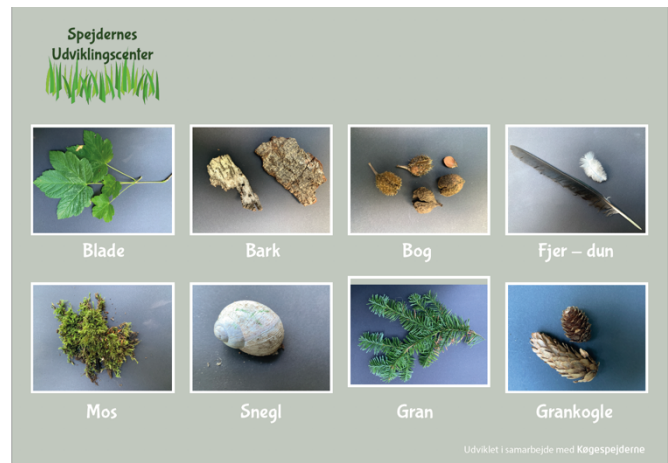 Spejdernes
Udviklingscenter
Blade
Bark
Bog
Fjer – dun
Mos
Snegl
Gran
Grankogle
Udviklet i samarbejde med Køgespejderne